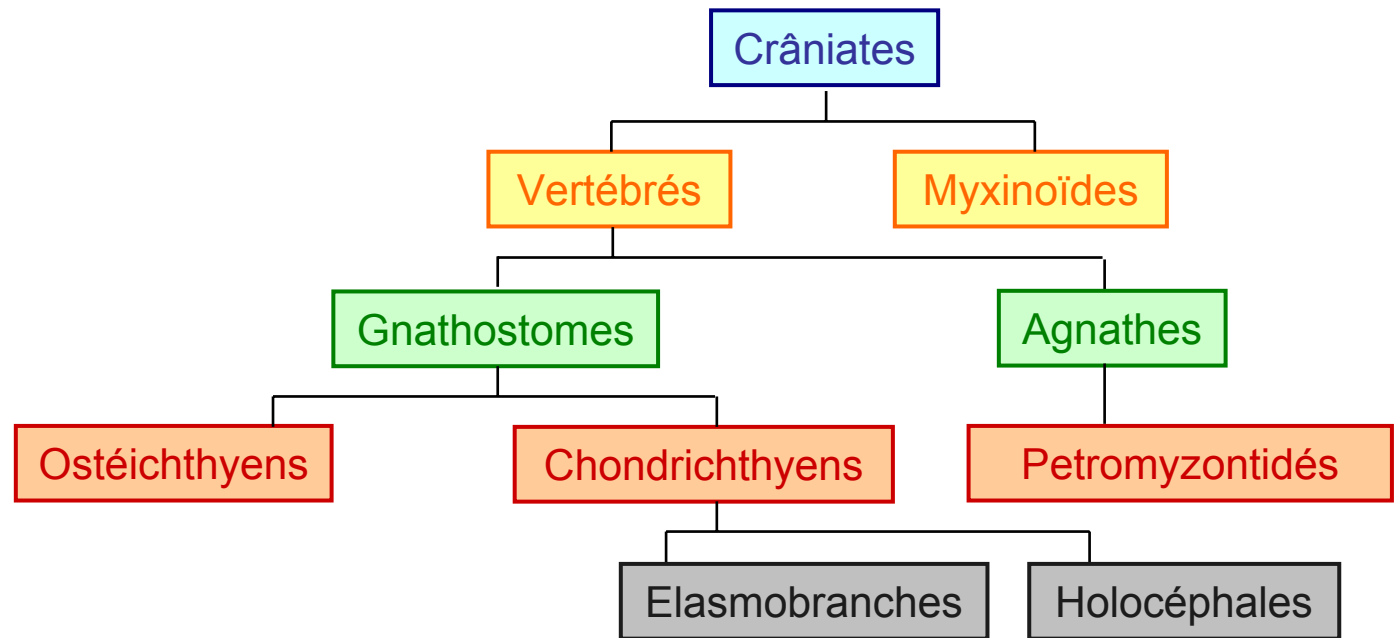 Crâniates
Vertébrés
Myxinoïdes
Gnathostomes
Agnathes
Ostéichthyens
Chondrichthyens
Petromyzontidés
Elasmobranches
Holocéphales